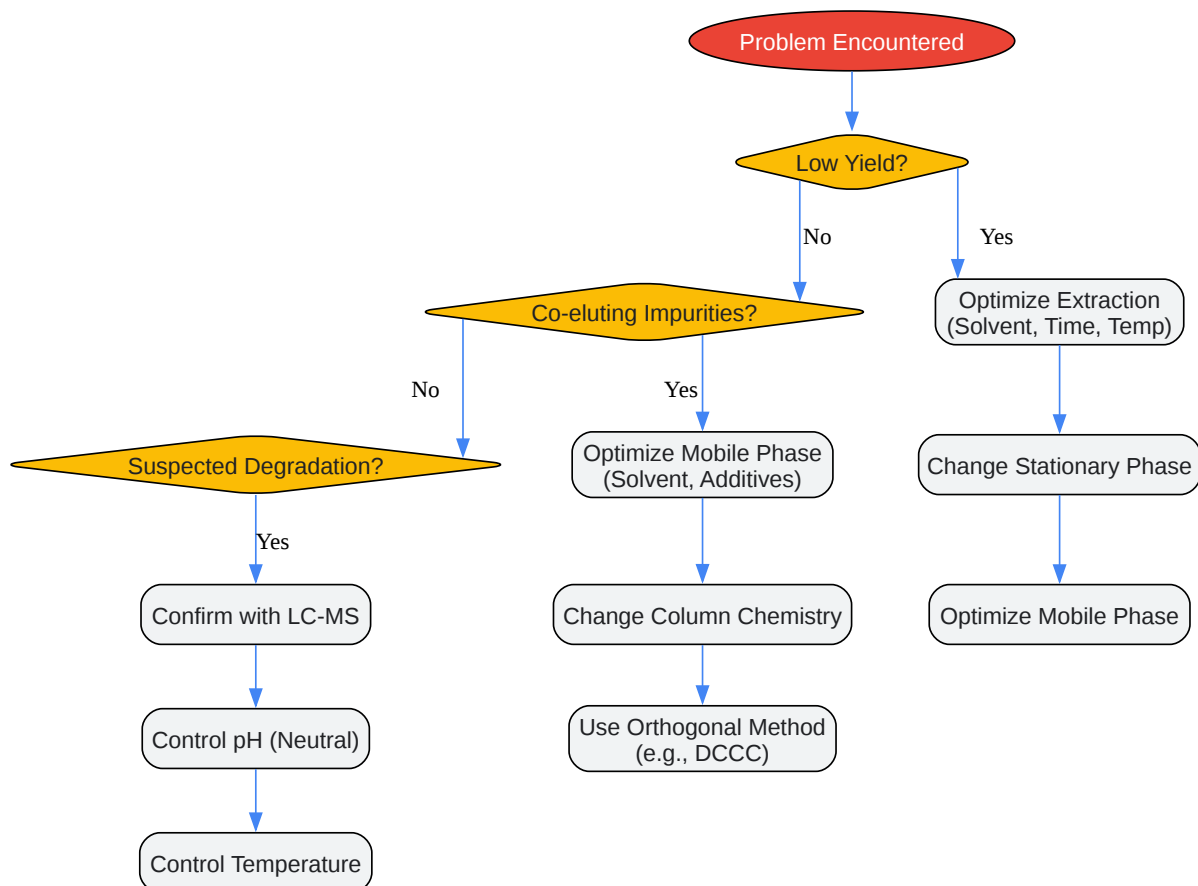 Problem Encountered
Low Yield?
No
Yes
Co-eluting Impurities?
Optimize Extraction
(Solvent, Time, Temp)
No
Yes
Suspected Degradation?
Optimize Mobile Phase
(Solvent, Additives)
Change Stationary Phase
Yes
Confirm with LC-MS
Change Column Chemistry
Optimize Mobile Phase
Control pH (Neutral)
Use Orthogonal Method
(e.g., DCCC)
Control Temperature